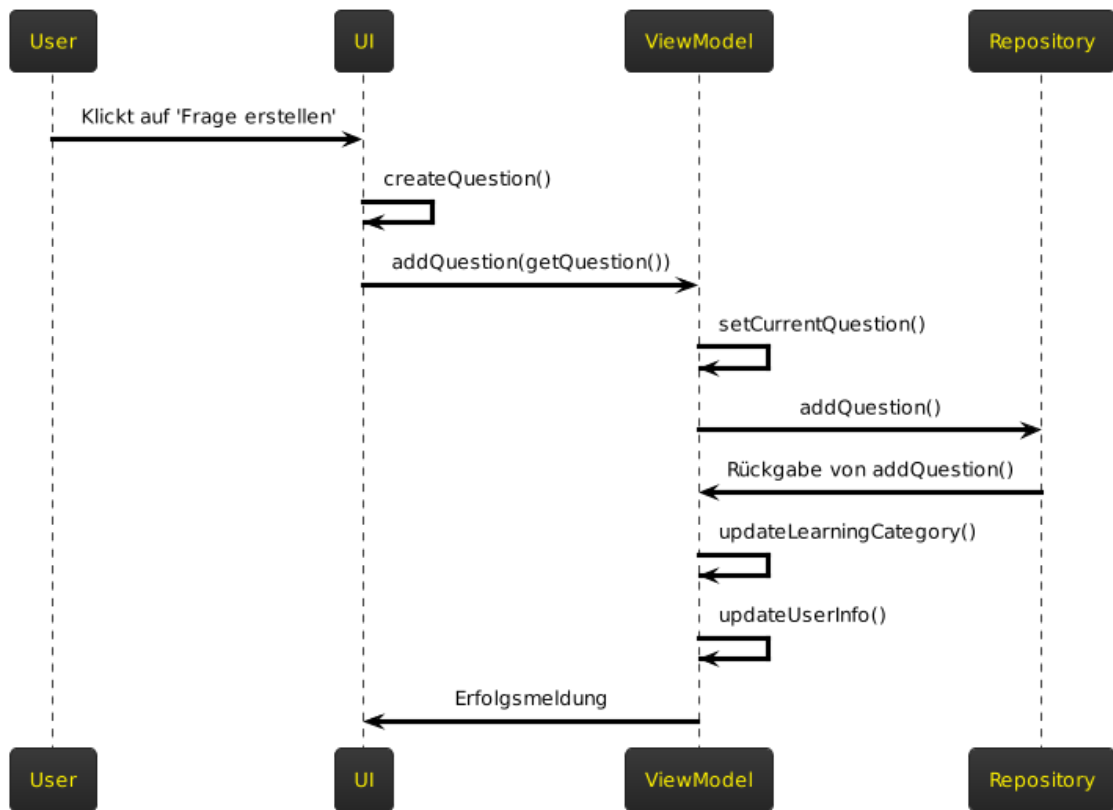 User
UI
ViewModel
Repository
Klickt auf 'Frage erstellen'
createQuestion()
addQuestion(getQuestion())
setCurrentQuestion()
addQuestion()
Rückgabe von addQuestion()
updateLearningCategory()
updateUserInfo()
Erfolgsmeldung
User
UI
ViewModel
Repository